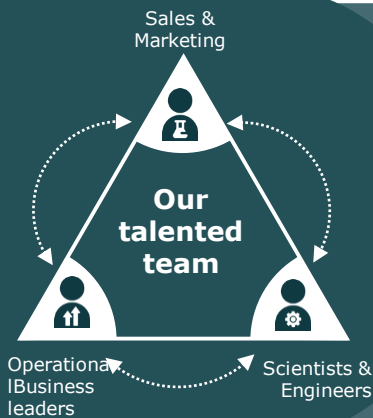 Sales &
Marketing
Our
talented
team
Operationa
lBusiness
leaders
Scientists &
Engineers